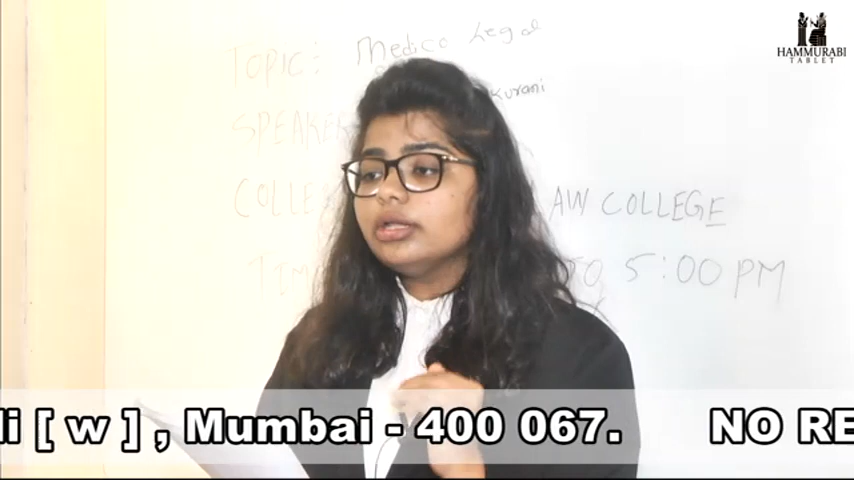 HAMMURABI
TABLET
TOPIC : Medico Legal
kurani
SPEAKER
COLLE AW COLLEGE
TIM TO 5:00 PM
li [ w ] , Mumbai - 400 067. NO RE